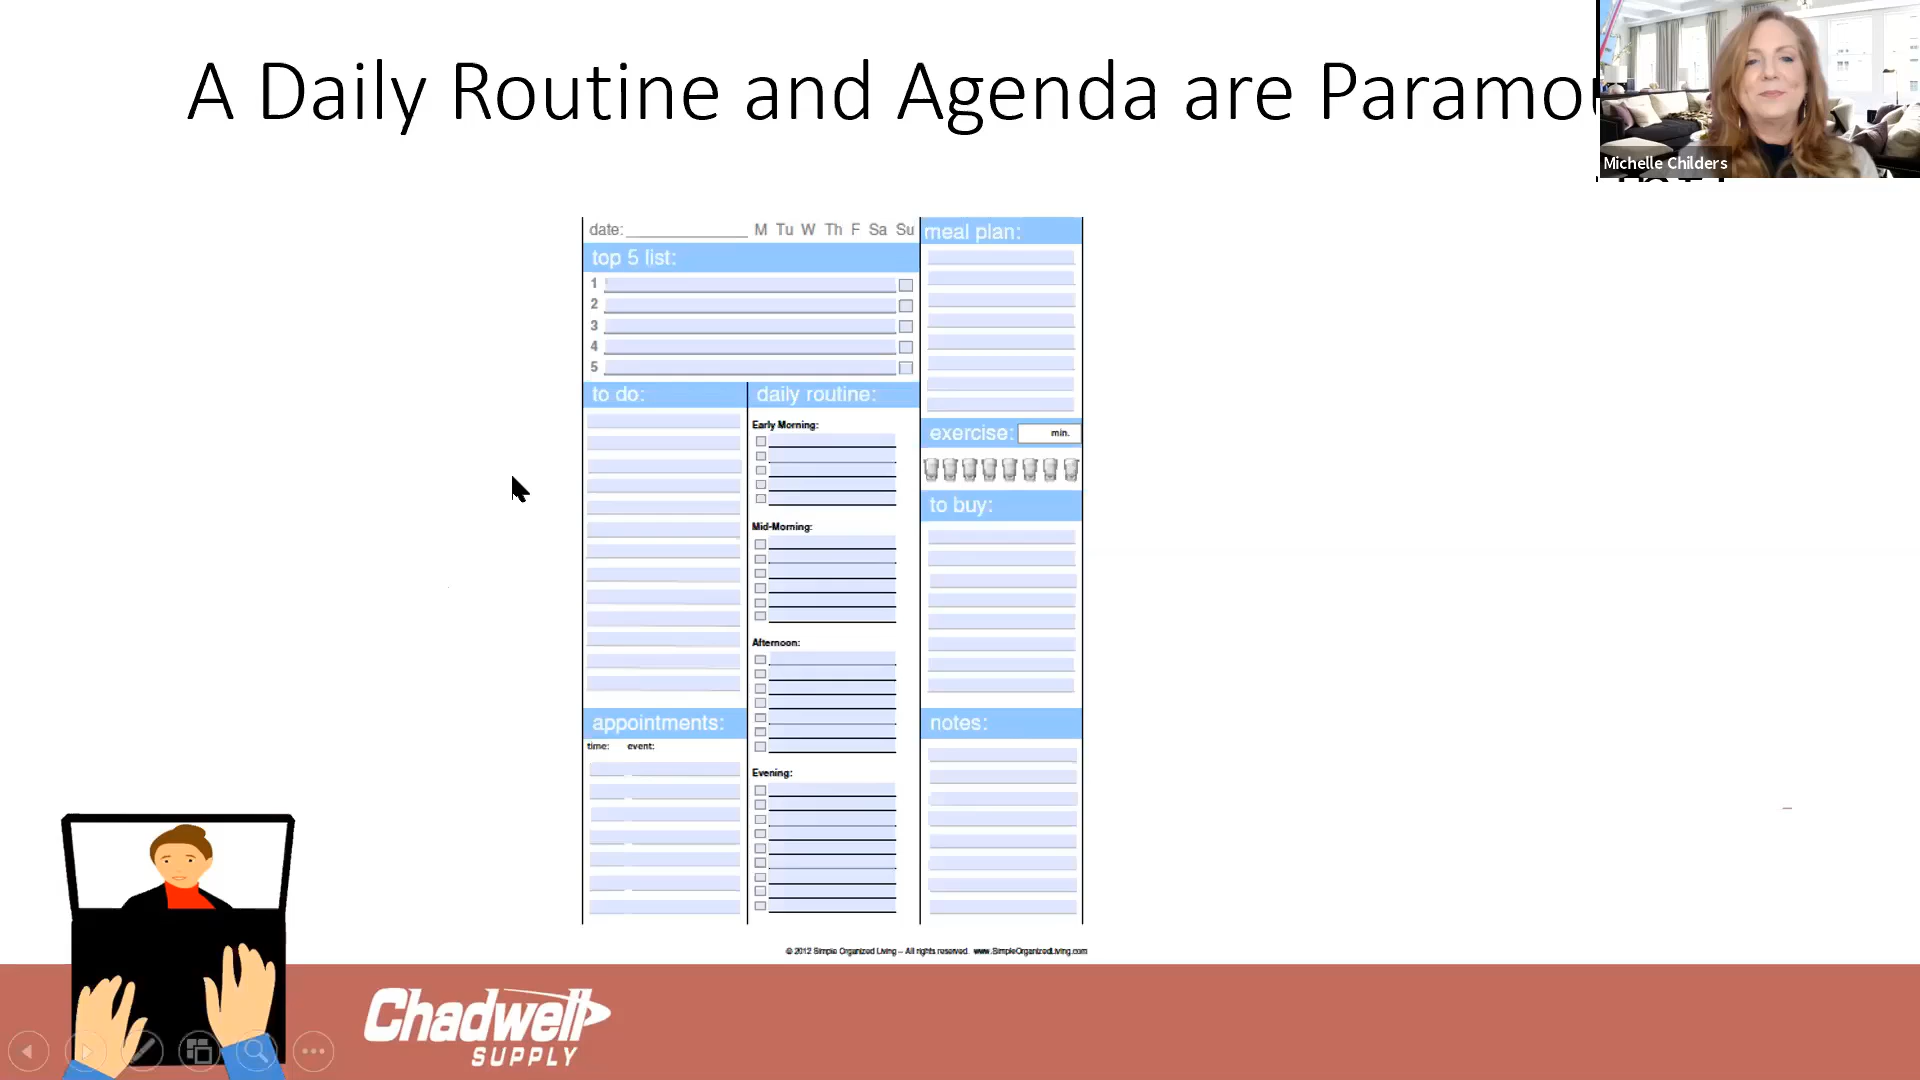 A Daily Routine and Agenda are Paramo
Michelle Childers
date: M Tu W Th F Sa Su
meal plan:
top 5 list:
1
2
3
4
5
to do:
daily routine:
Early Morning:
exercise: min.
to buy:
Mid-Morning:
Afternoon:
appointments:
notes:
time: event:
Evening:
© 2012 Simple Organized Living – All rights reserved. www.SimpleOrganizedLiving.com
Chadwell
SUPPLY